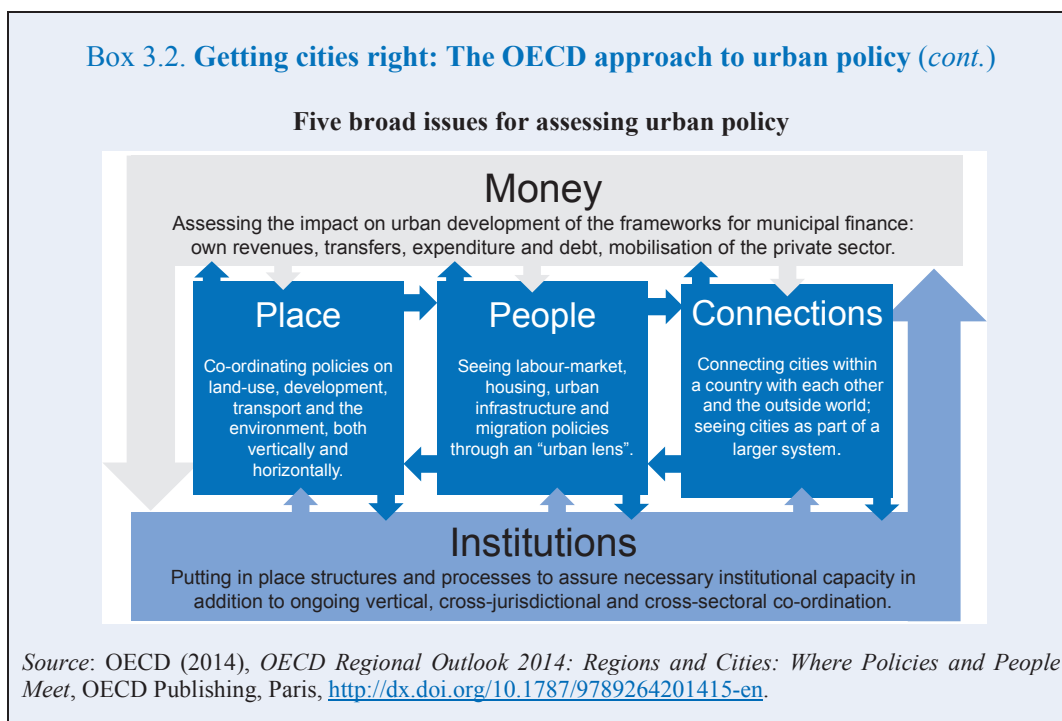 Box 3.2. Getting cities right: The OECD approach to urban policy (cont.)
Five broad issues for assessing urban policy
Money
Assessing the impact on urban development of the frameworks for municipal finance:
own revenues, transfers, expenditure and debt, mobilisation of the private sector.
Place
Co-ordinating policies on
land-use, development,
transport and the
environment, both
vertically and
horizontally.
People
Seeing labour-market,
housing, urban
infrastructure and
migration policies
through an “urban lens”.
Connections
Connecting cities within
a country with each other
and the outside world;
seeing cities as part of a
larger system.
Institutions
Putting in place structures and processes to assure necessary institutional capacity in
addition to ongoing vertical, cross-jurisdictional and cross-sectoral co-ordination.
Source: OECD (2014), OECD Regional Outlook 2014: Regions and Cities: Where Policies and People
Meet, OECD Publishing, Paris, http://dx.doi.org/10.1787/9789264201415-en.